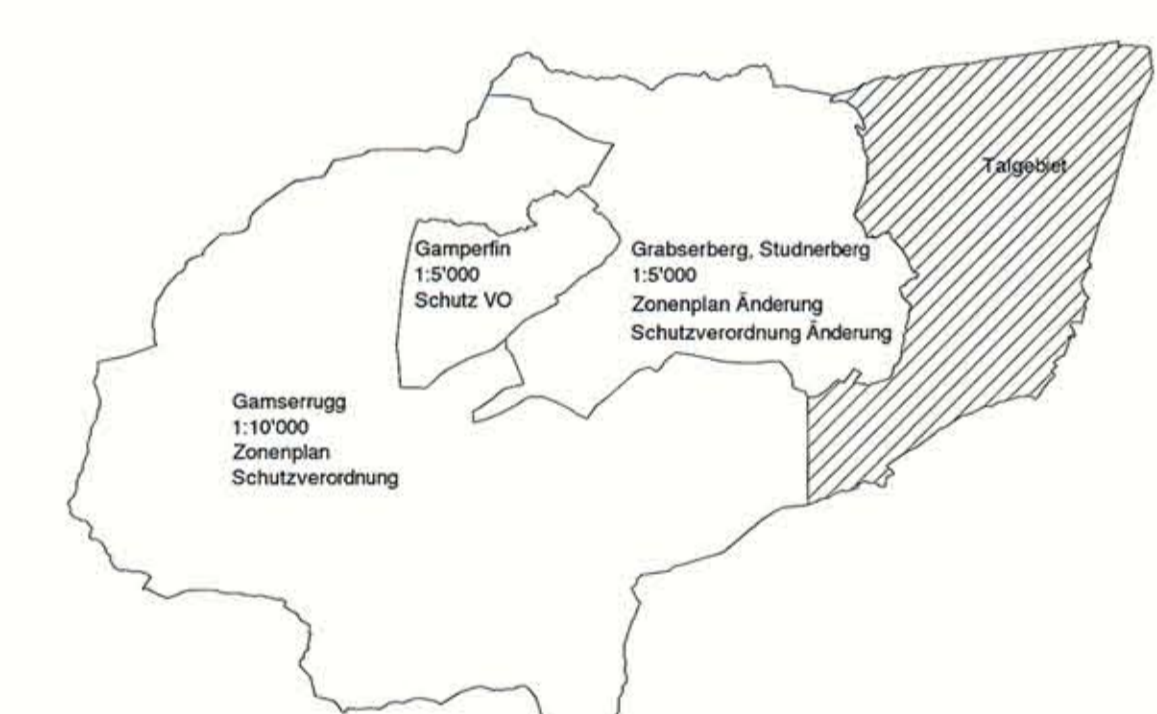 Talgebiet
Gamperfin
1:5'000
Schutz VO
Grabserberg, Studnerberg
1:5'000
Zonenplan Änderung
Schutzverordnung Änderung
Gamserrugg
1:10'000
Zonenplan
Schutzverordnung